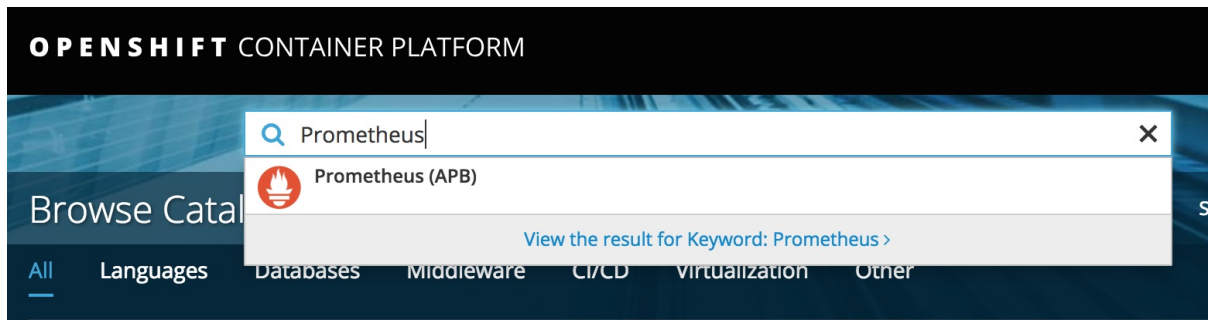 OPENSHIFT CONTAINER PLATFORM
Prometheus
Prometheus (APB)
Browse Catal
View the result for Keyword: Prometheus >
All Languages Databases Middleware CI/CD Virtualization Other